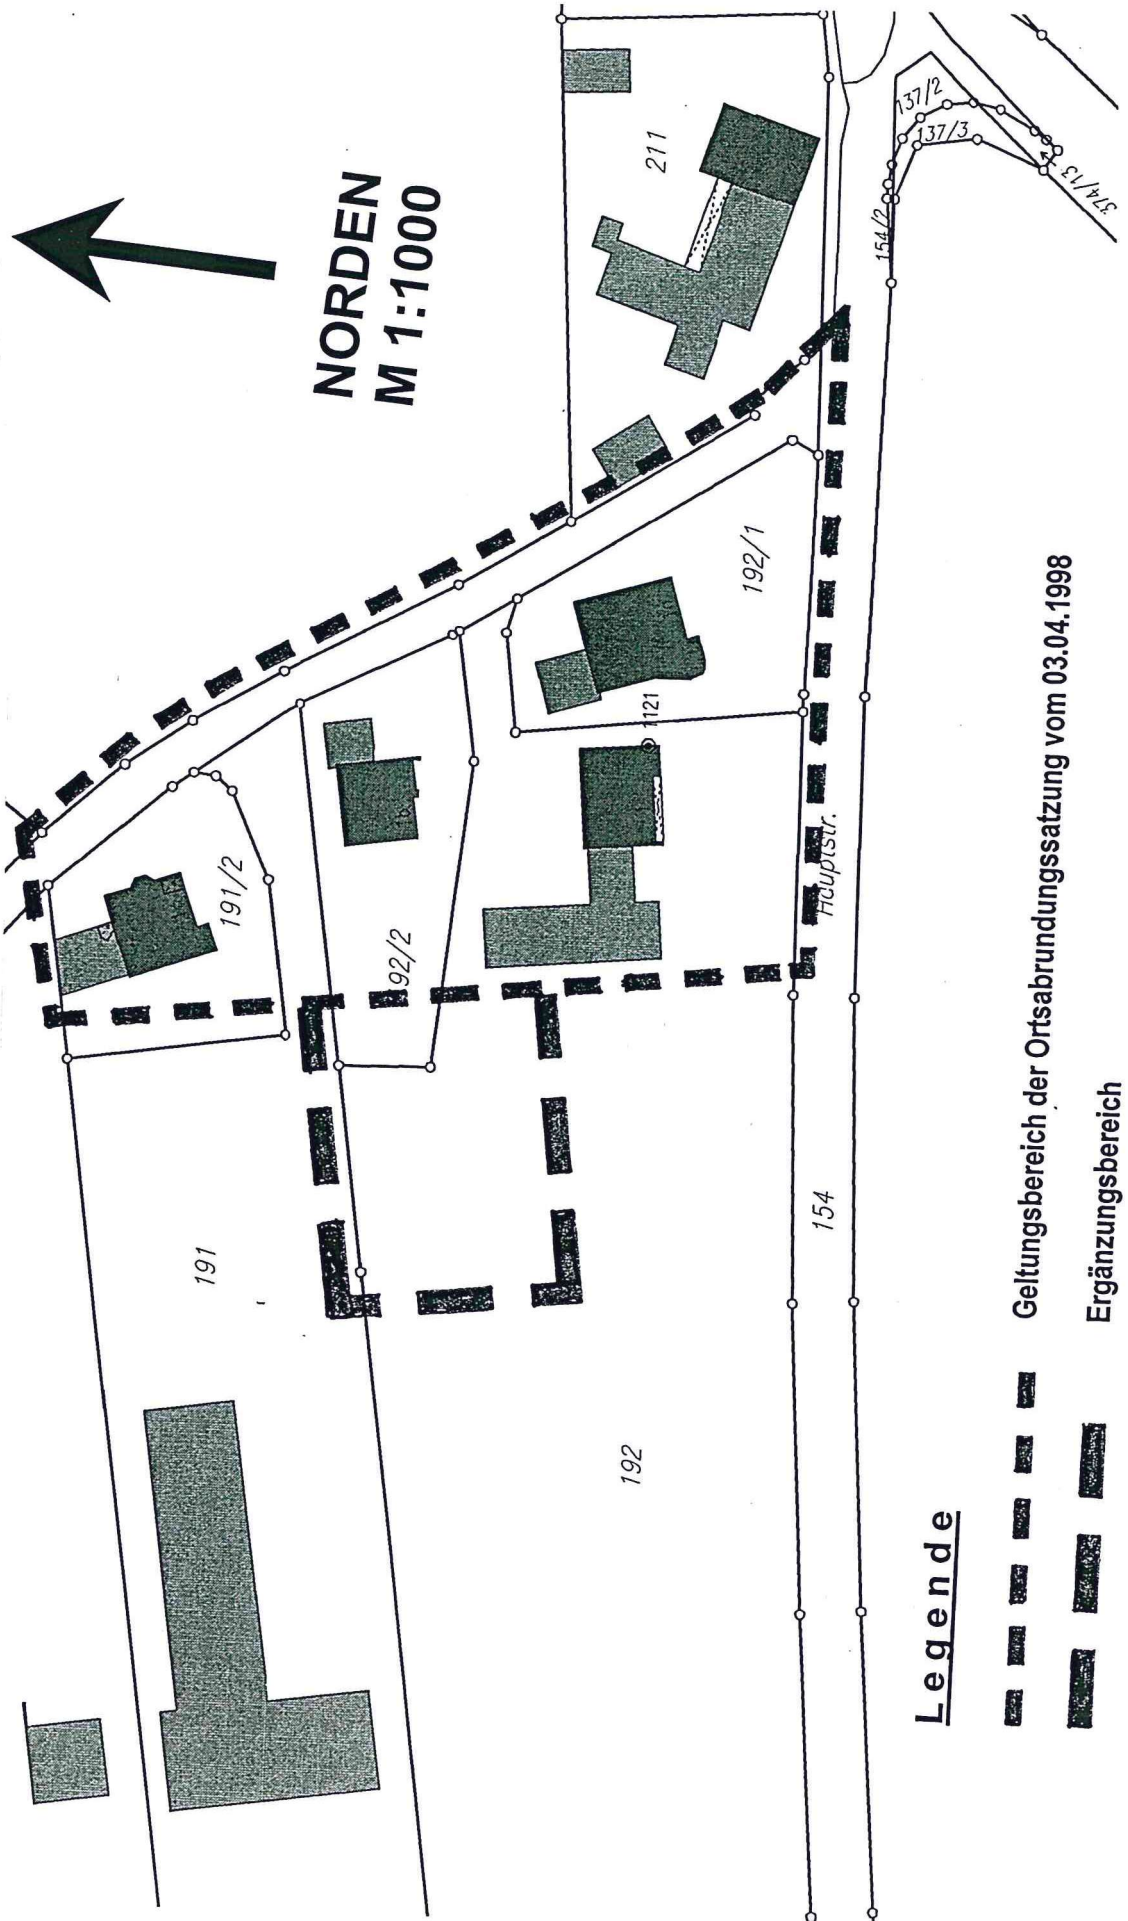 NORDEN
M 1:1000
211
137/2
137/3
154/2
374/13
192/1
1121
191/2
92/2
Hauptstr.
191
154
192
Legende
Geltungsbereich der Ortsabrundungssatzung vom 03.04.1998
Ergänzungsbereich